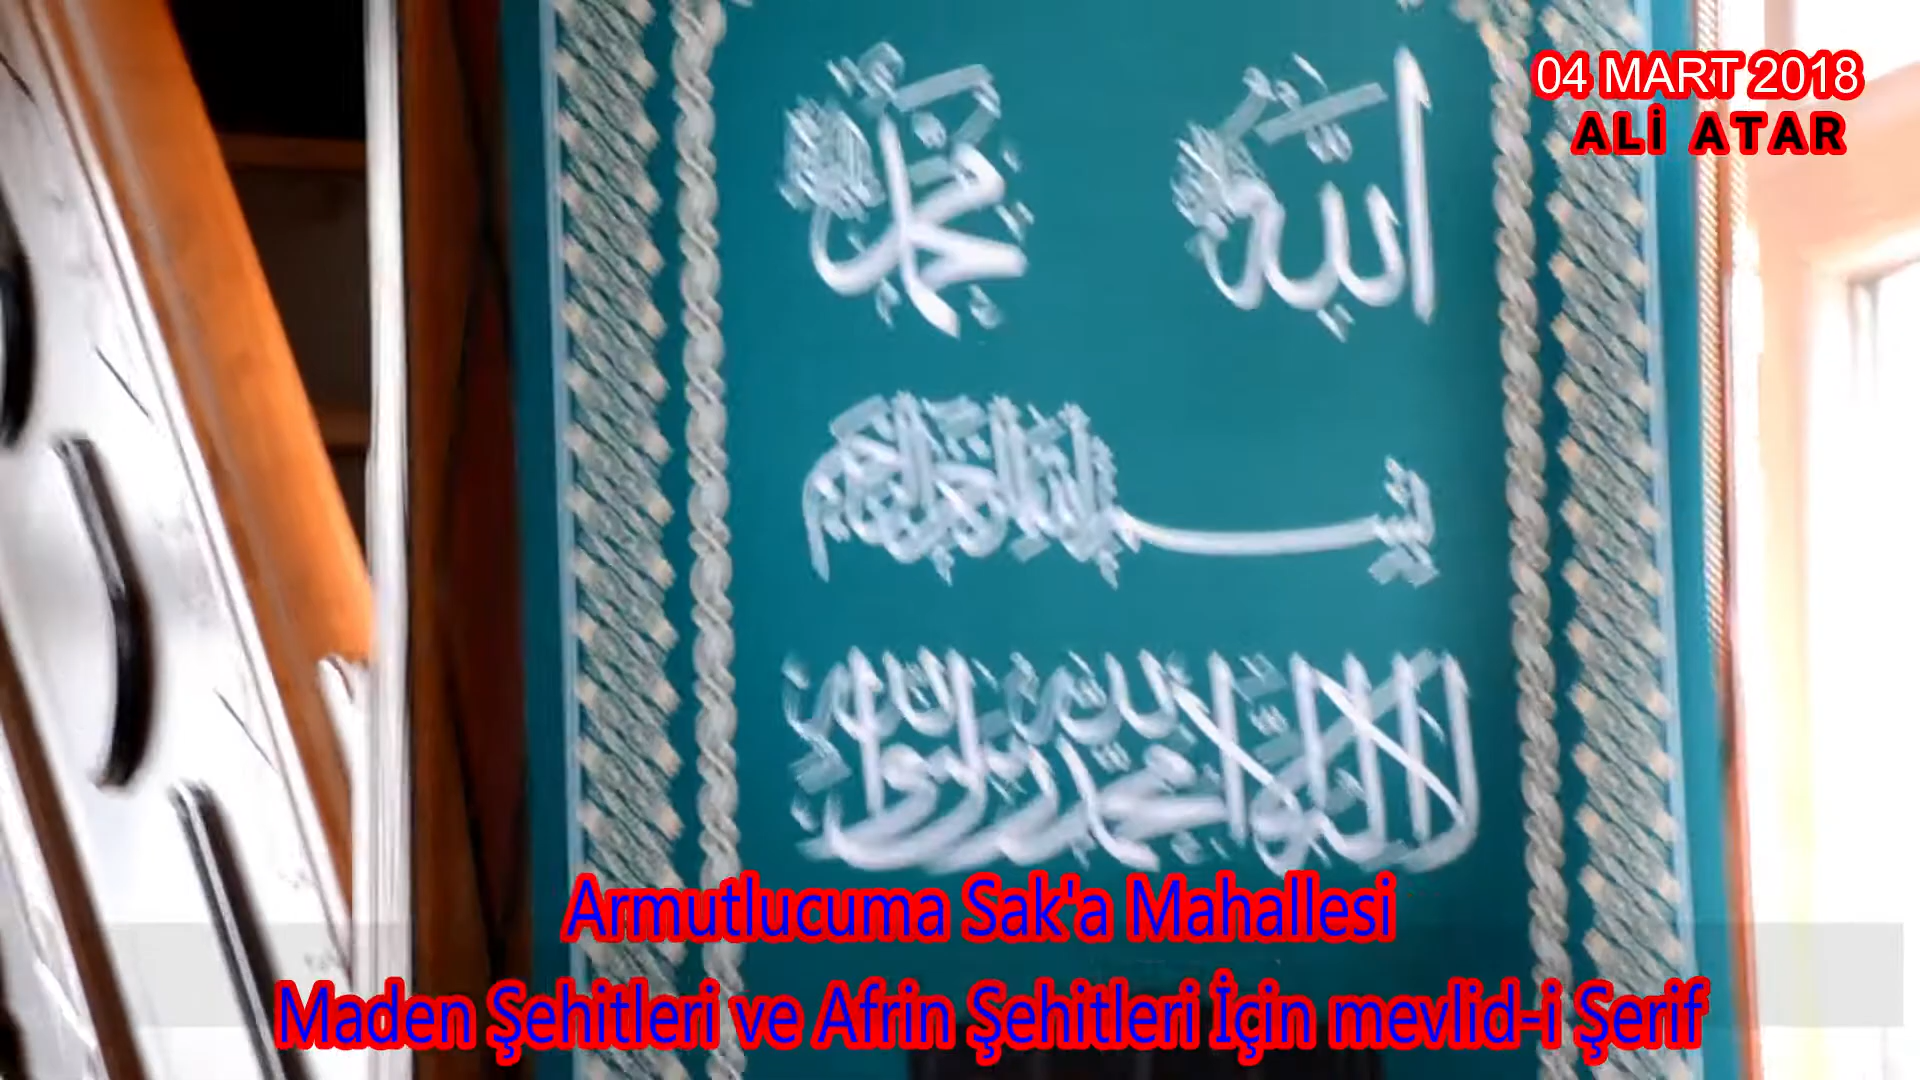 04 MART 2018
ALİ ATAR
الله
محمد
بسم الله الرحمن الرحيم
لا اله الا الله محمد رسول الله
Armutlucuma Sak'a Mahallesi
Maden Şehitleri ve Afrin Şehitleri İçin mevlid-i Şerif